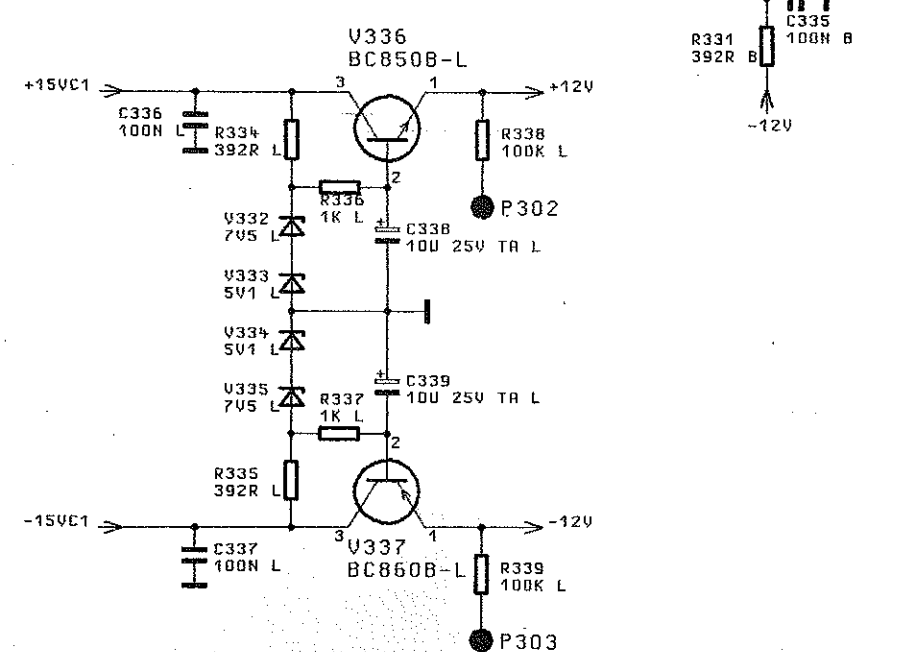 V336
BC850B-L
C335
100N B
R331
392R B
-12V
+15VC1
3
1
+12V
C336
100N L
R334
392R L
R338
100K L
2
R336
1K L
P302
V332
7V5 L
+
C338
10U 25V TA L
V333
5V1 L
V334
5V1 L
+
C339
10U 25V TA L
V335
7V5 L
R337
1K L
2
R335
392R L
-15VC1
3
1
-12V
V337
BC860B-L
C337
100N L
R339
100K L
P303